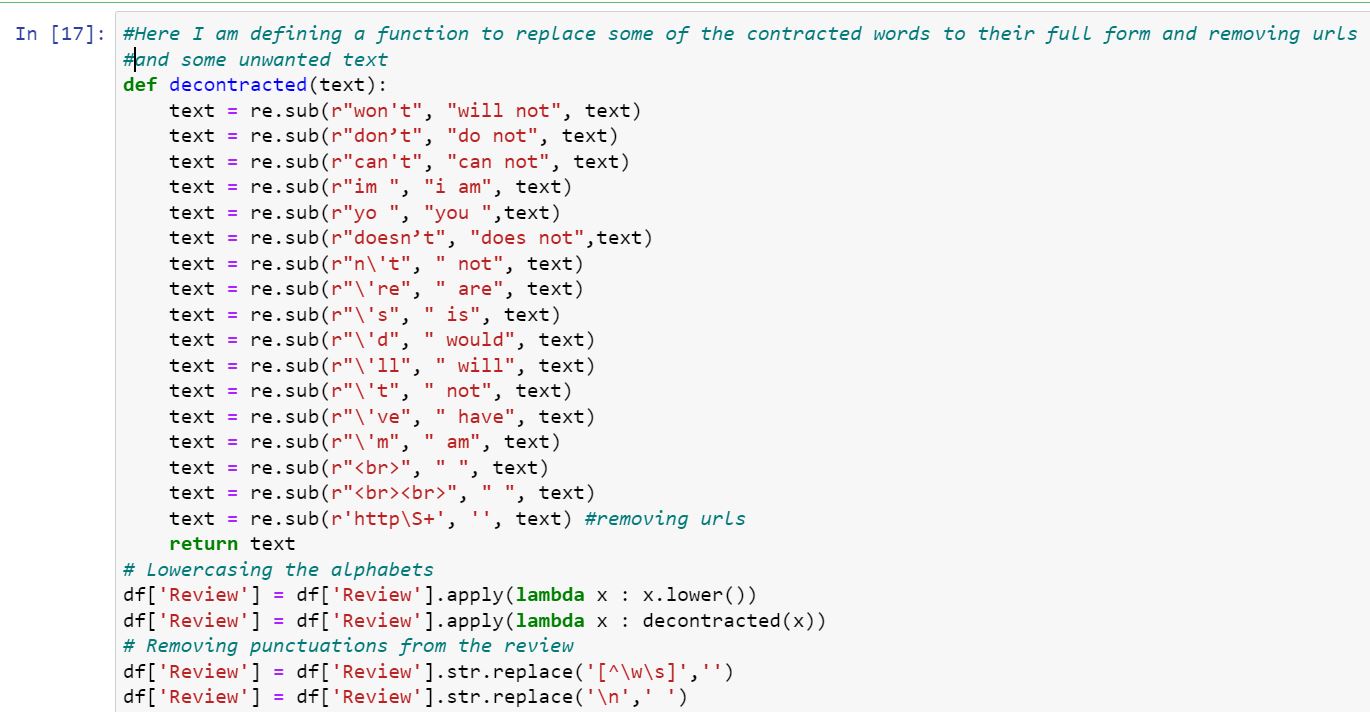 In [17]: #Here I am defining a function to replace some of the contracted words to their full form and removing urls
#and some unwanted text
def decontracted(text):
    text = re.sub(r"won't", "will not", text)
    text = re.sub(r"don’t", "do not", text)
    text = re.sub(r"can't", "can not", text)
    text = re.sub(r"im ", "i am", text)
    text = re.sub(r"yo ", "you ",text)
    text = re.sub(r"doesn’t", "does not",text)
    text = re.sub(r"n\'t", " not", text)
    text = re.sub(r"\'re", " are", text)
    text = re.sub(r"\'s", " is", text)
    text = re.sub(r"\'d", " would", text)
    text = re.sub(r"\'ll", " will", text)
    text = re.sub(r"\'t", " not", text)
    text = re.sub(r"\'ve", " have", text)
    text = re.sub(r"\'m", " am", text)
    text = re.sub(r"<br>", " ", text)
    text = re.sub(r"<br><br>", " ", text)
    text = re.sub(r'http\S+', '', text) #removing urls
    return text
# Lowercasing the alphabets
df['Review'] = df['Review'].apply(lambda x : x.lower())
df['Review'] = df['Review'].apply(lambda x : decontracted(x))
# Removing punctuations from the review
df['Review'] = df['Review'].str.replace('[^\w\s]','')
df['Review'] = df['Review'].str.replace('\n',' ')